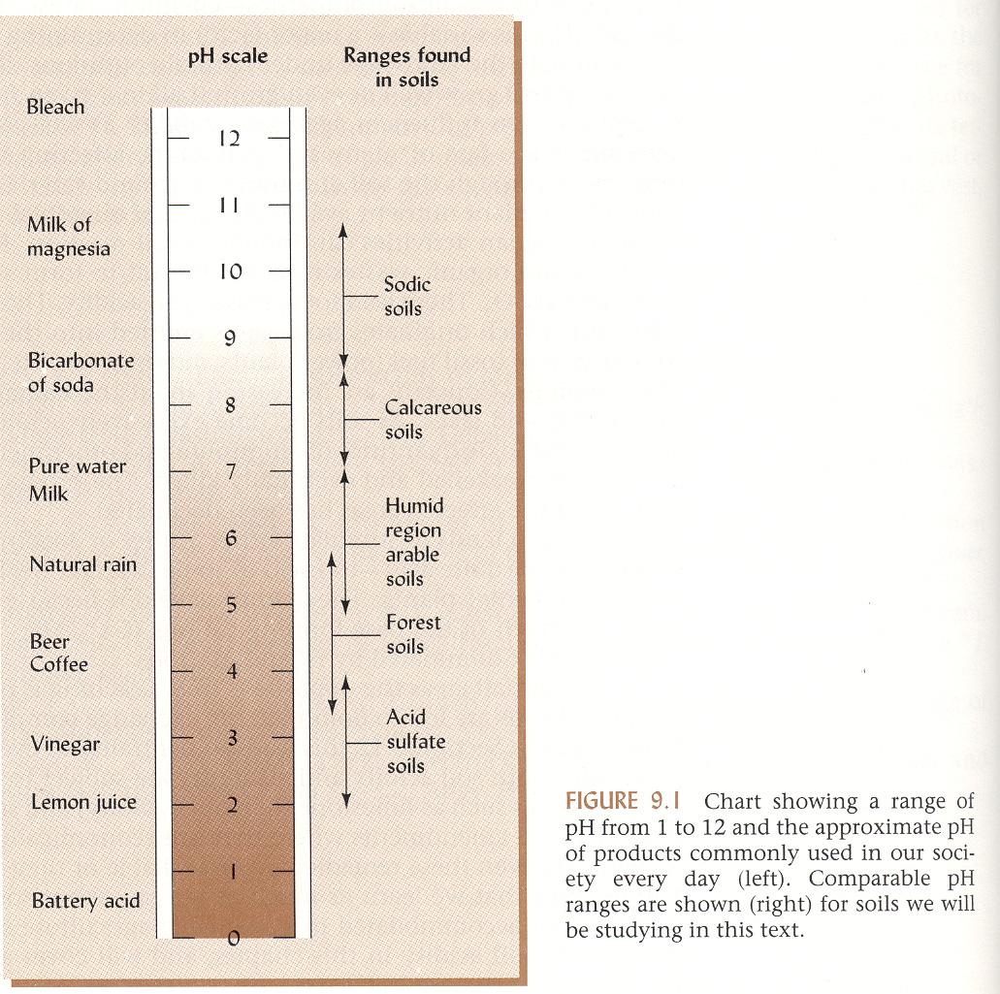 pH scale
Ranges found
in soils
Bleach
Milk of
magnesia
Bicarbonate
of soda
Pure water
Milk
Natural rain
Beer
Coffee
Vinegar
Lemon juice
Battery acid
12
11
10
9
8
7
6
5
4
3
2
1
0
Sodic
soils
Calcareous
soils
Humid
region
arable
soils
Forest
soils
Acid
sulfate
soils
FIGURE 9.1 Chart showing a range of
pH from 1 to 12 and the approximate pH
of products commonly used in our soci-
ety every day (left). Comparable pH
ranges are shown (right) for soils we will
be studying in this text.